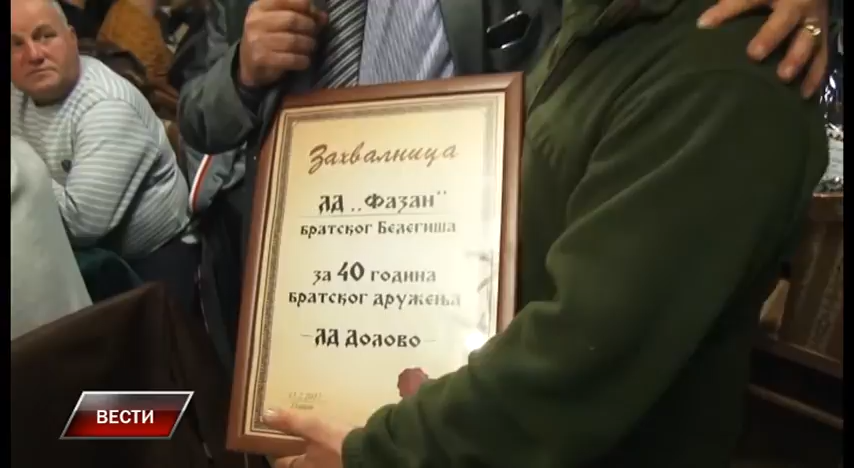 Захвалница
ЛД „Фазан"
братског Белегиша
за 40 година
братског дружења
ЛД Долово
ВЕСТИ